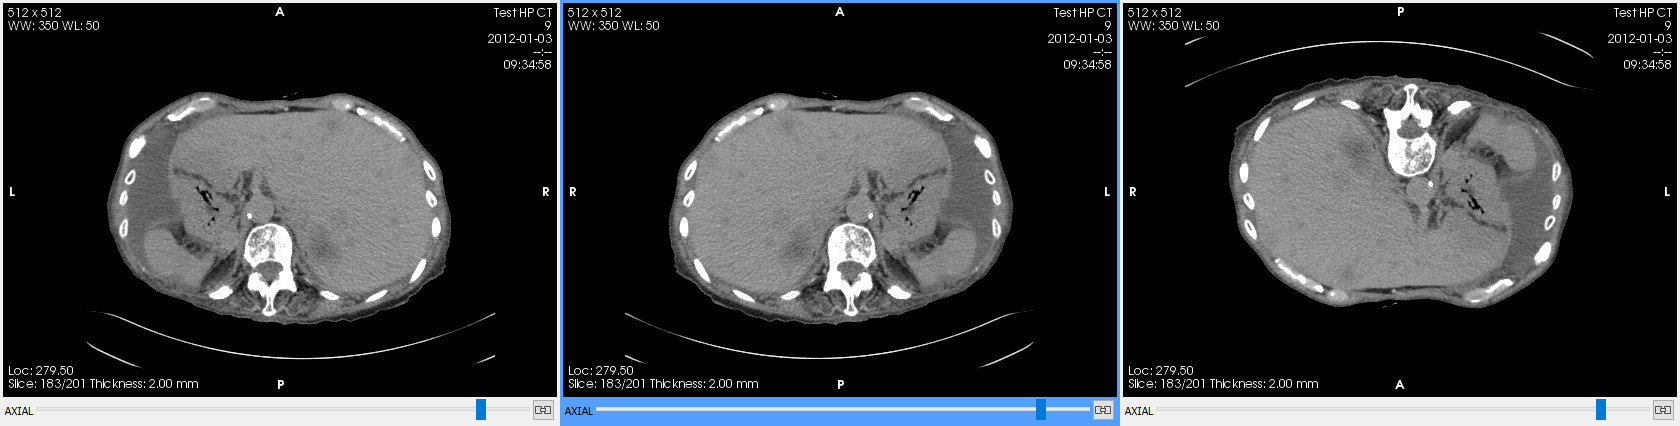 512 x 512
WW: 350 WL: 50
A
Test HP CT
9
2012-01-03
--:--
09:34:58
L
R
Loc: 279.50
Slice: 183/201 Thickness: 2.00 mm
P
AXIAL
512 x 512
WW: 350 WL: 50
A
Test HP CT
9
2012-01-03
--:--
09:34:58
R
L
Loc: 279.50
Slice: 183/201 Thickness: 2.00 mm
P
AXIAL
512 x 512
WW: 350 WL: 50
P
Test HP CT
9
2012-01-03
--:--
09:34:58
R
L
Loc: 279.50
Slice: 183/201 Thickness: 2.00 mm
A
AXIAL